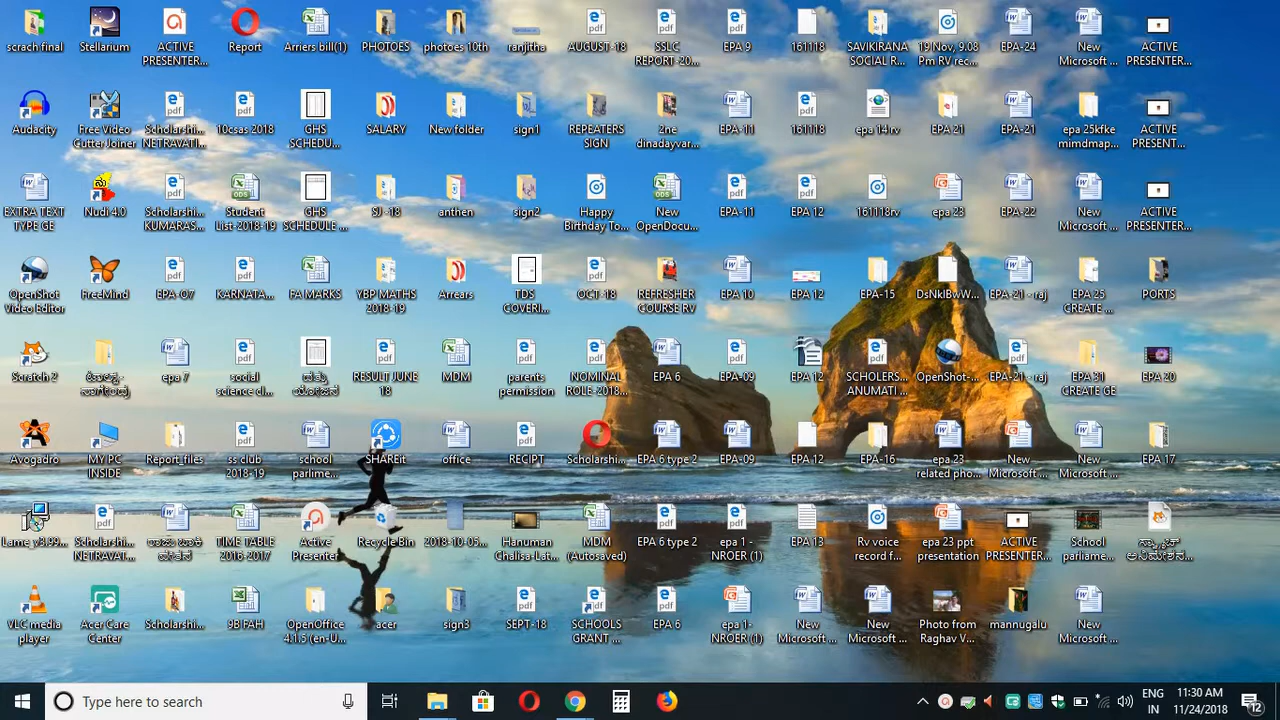 scrach final
Stellarium
ACTIVE
PRESENTER...
Report
Arriers bill(1)
PHOTOES
photoes 10th
ranjitha
AUGUST-18
SSLC
REPORT-20...
EPA 9
161118
SAVIKIRANA
SOCIAL R...
19 Nov, 9.08
Pm RV rec...
EPA-24
New
Microsoft ...
ACTIVE
PRESENTER...
Audacity
Free Video
Cutter Joiner
Scholarshi...
NETRAVATI...
10csas 2018
GHS
SCHEDU...
SALARY
New folder
sign1
REPEATERS
SIGN
2ne
dinadayvar...
EPA-11
161118
epa 14 rv
EPA 21
EPA-21
epa 25kfke
mimdmap...
ACTIVE
PRESENT...
EXTRA TEXT
TYPE GE
Nudi 4.0
Scholarshi...
KUMARAS...
Student
List-2018-19
GHS
SCHEDULE ...
SJ -18
anthen
sign2
Happy
Birthday To...
New
OpenDocu...
EPA-11
EPA 12
161118rv
epa 23
EPA-22
New
Microsoft ...
ACTIVE
PRESENTER...
OpenShot
Video Editor
FreeMind
EPA-O7
KARNATA...
FA MARKS
YBP MATHS
2018-19
Arrears
TDS
COVERI...
OCT -18
REFRESHER
COURSE RV
EPA 10
EPA 12
EPA-15
DsNklBwW...
EPA-21 - raj
EPA 25
CREATE ...
PORTS
Scratch 2
epa 7
social
science cl...
RESULT JUNE
18
MDM
parents
permission
NOMINAL
ROLE-2018...
EPA 6
EPA-09
EPA 12
SCHOLERS...
ANUMATI ...
OpenShot-...
EPA-21 - raj
EPA 31
CREATE GE
EPA 20
Avogadro
MY PC
INSIDE
Report_files
ss club
2018-19
school
parlime...
SHAREit
office
RECIPT
Scholarshi...
EPA 6 type 2
EPA-09
EPA 12
EPA-16
epa 23
related pho...
New
Microsoft...
New
Microsoft ...
EPA 17
Lame_v3.99...
Scholarshi...
NETRAVAT...
TIME TABLE
2016-2017
Active
Presenter
Recycle Bin
2018-10-05...
Hanuman
Chalisa-Lat...
MDM
(Autosaved)
EPA 6 type 2
epa 1 -
NROER (1)
EPA 13
Rv voice
record f...
epa 23 ppt
presentation
ACTIVE
PRESENTER...
School
parliame...
VLC media
player
Acer Care
Center
Scholarshi...
9B FAH
OpenOffice
4.1.5 (en-U...
acer
sign3
SEPT-18
SCHOOLS
GRANT ...
EPA 6
epa 1-
NROER (1)
New
Microsoft ...
New
Microsoft ...
Photo from
Raghav V...
mannugalu
New
Microsoft ...
Type here to search
ENG
IN
11/24/2018
12